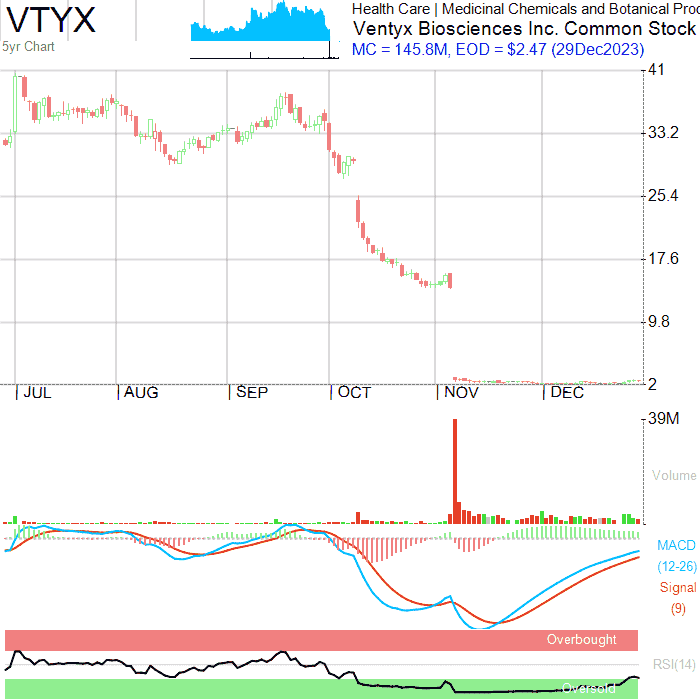 VTYX
5yr Chart
Health Care | Medicinal Chemicals and Botanical Proc
Ventyx Biosciences Inc. Common Stock
MC = 145.8M, EOD = $2.47 (29Dec2023)
41
33.2
25.4
17.6
9.8
2
JUL AUG SEP OCT NOV DEC
39M
Volume
MACD
(12-26)
Signal
(9)
Overbought
RSI(14)
Oversold